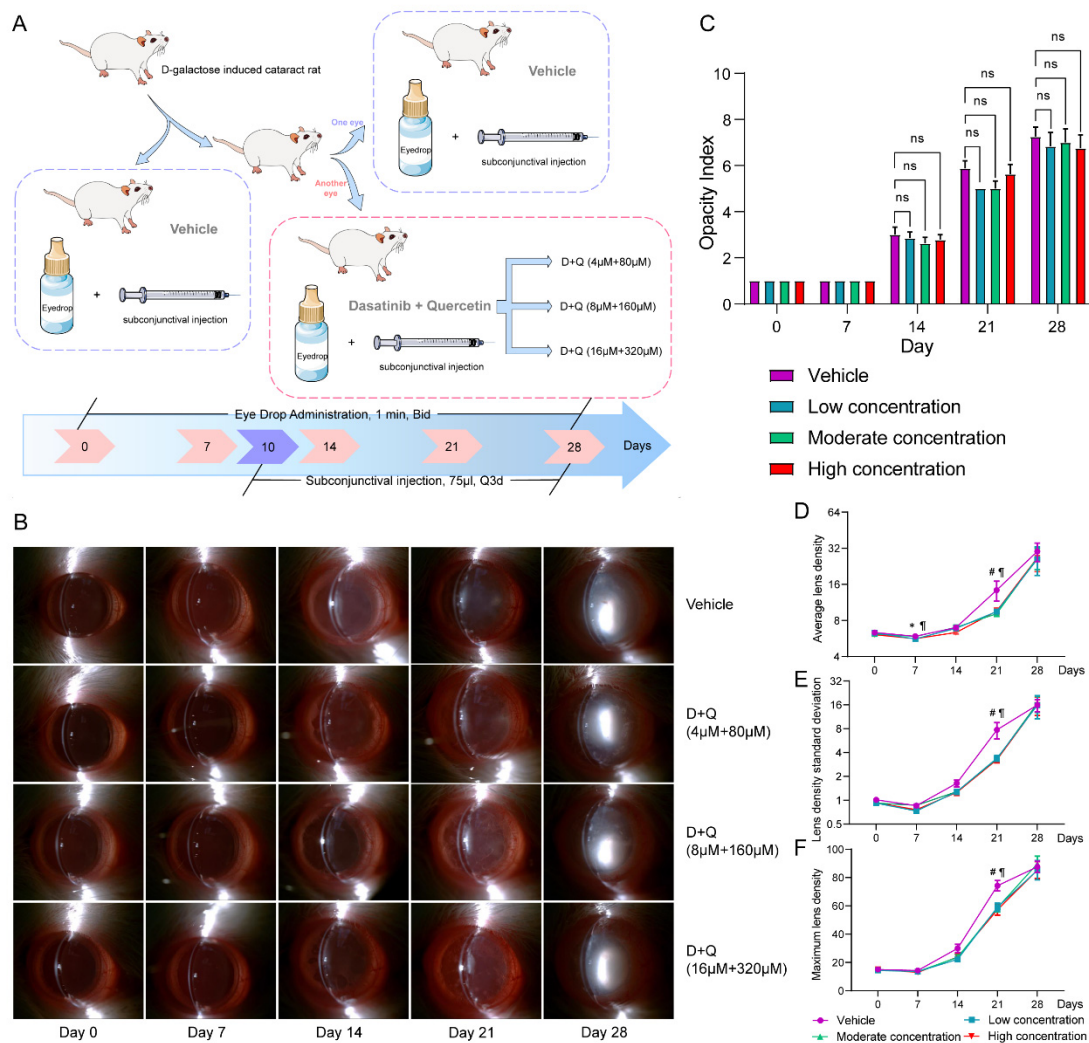 A
D-galactose induced cataract rat
One eye
Another
eye
Vehicle
Eyedrop
+
subconjunctival injection
Vehicle
Eyedrop
+
subconjunctival injection
Dasatinib + Quercetin
Eyedrop
+
subconjunctival injection
D+Q (4μM+80μM)
D+Q (8μM+160μM)
D+Q (16μM+320μM)
Eye Drop Administration, 1 min, Bid
0 7 10 14 21 28 Days
Subconjunctival injection, 75μl, Q3d
B
Vehicle
D+Q
(4μM+80μM)
D+Q
(8μM+160μM)
D+Q
(16μM+320μM)
Day 0 Day 7 Day 14 Day 21 Day 28
C
Opacity Index
10
8
6
4
2
0
ns
ns
ns
ns
ns
ns
ns
ns
ns
0 7 14 21 28
Day
Vehicle
Low concentration
Moderate concentration
High concentration
D
Average lens density
64
32
16
8
4
* ¶
# ¶
0 7 14 21 28 Days
E
Lens density standard deviation
32
16
8
4
2
1
0.5
# ¶
0 7 14 21 28 Days
F
Maximum lens density
100
80
60
40
20
0
# ¶
0 7 14 21 28 Days
Vehicle Low concentration
Moderate concentration High concentration